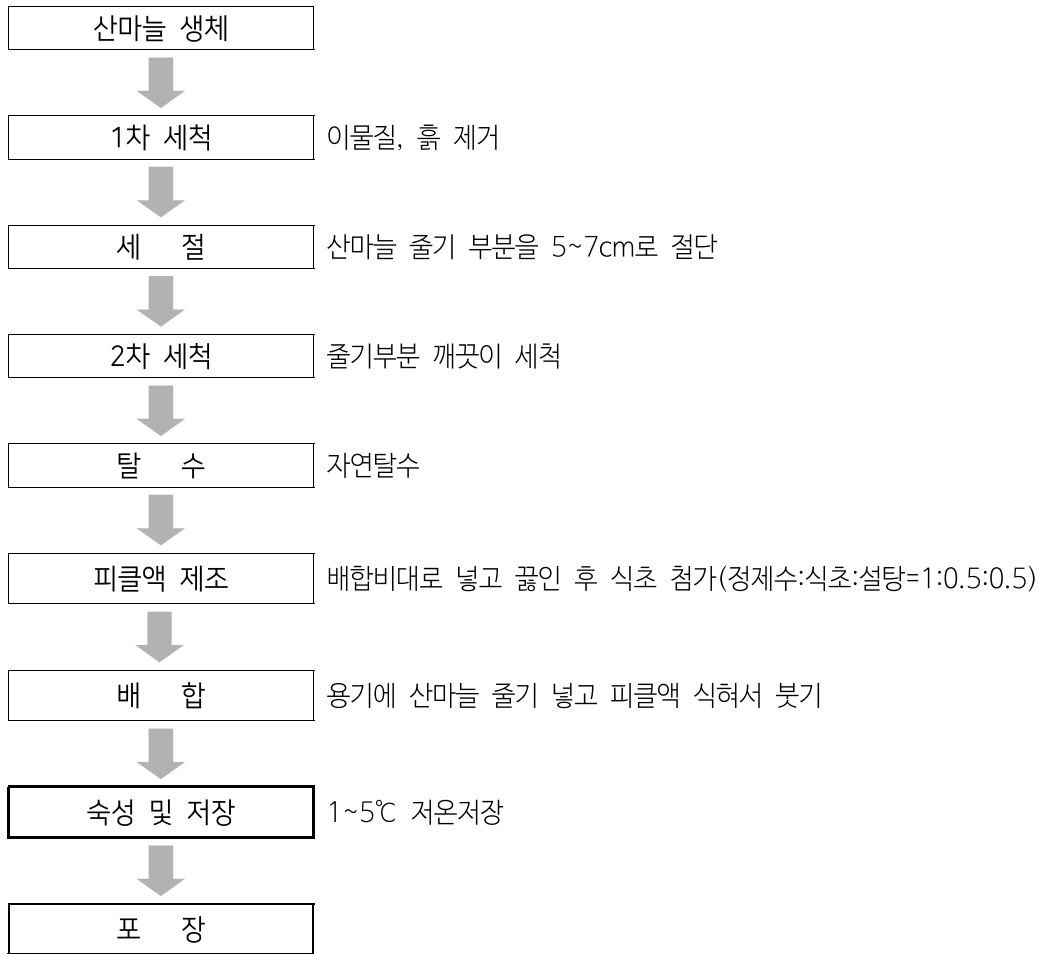 산마늘 생체
1차 세척 이물질, 흙 제거
세 절 산마늘 줄기 부분을 5~7cm로 절단
2차 세척 줄기부분 깨끗이 세척
탈 수 자연탈수
피클액 제조 배합비대로 넣고 끓인 후 식초 첨가(정제수:식초:설탕=1:0.5:0.5)
배 합 용기에 산마늘 줄기 넣고 피클액 식혀서 붓기
숙성 및 저장 1~5℃ 저온저장
포 장